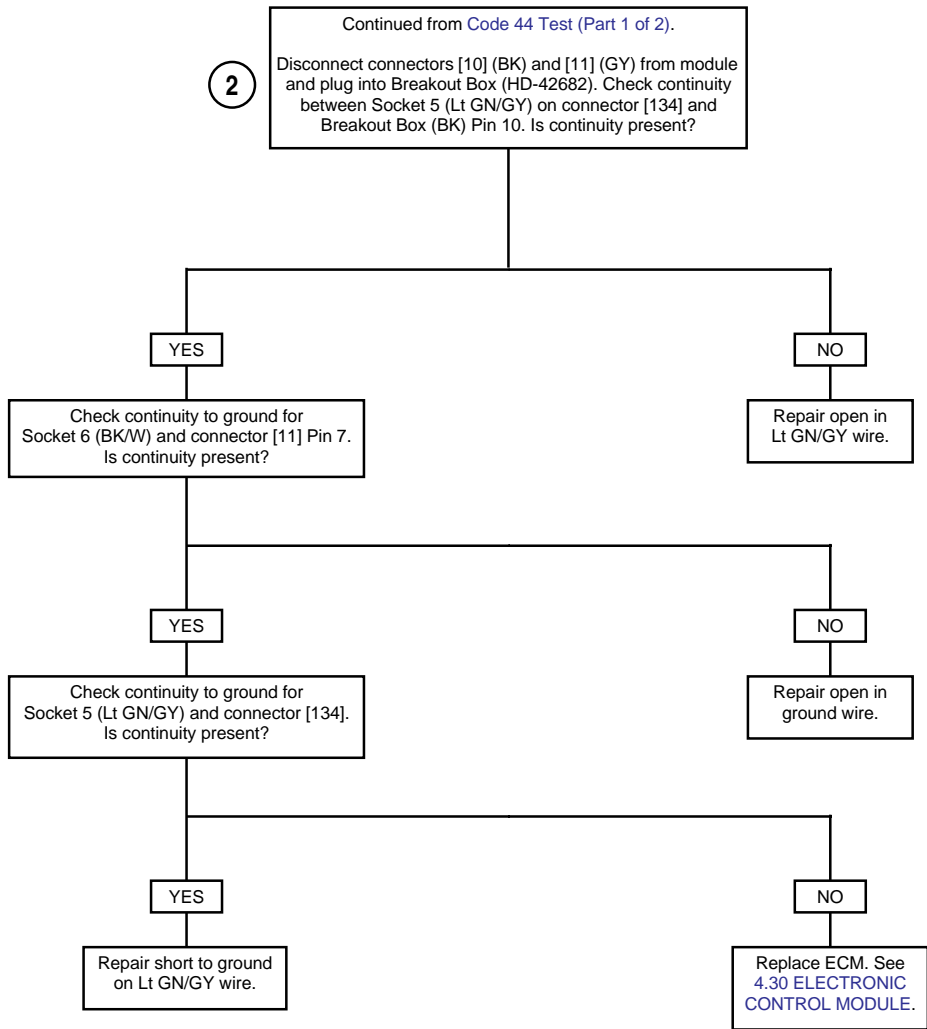 Continued from Code 44 Test (Part 1 of 2).
Disconnect connectors [10] (BK) and [11] (GY) from module
and plug into Breakout Box (HD-42682). Check continuity
between Socket 5 (Lt GN/GY) on connector [134] and
Breakout Box (BK) Pin 10. Is continuity present?
2
YES
NO
Check continuity to ground for
Socket 6 (BK/W) and connector [11] Pin 7.
Is continuity present?
Repair open in
Lt GN/GY wire.
YES
NO
Check continuity to ground for
Socket 5 (Lt GN/GY) and connector [134].
Is continuity present?
Repair open in
ground wire.
YES
NO
Repair short to ground
on Lt GN/GY wire.
Replace ECM. See
4.30 ELECTRONIC
CONTROL MODULE.